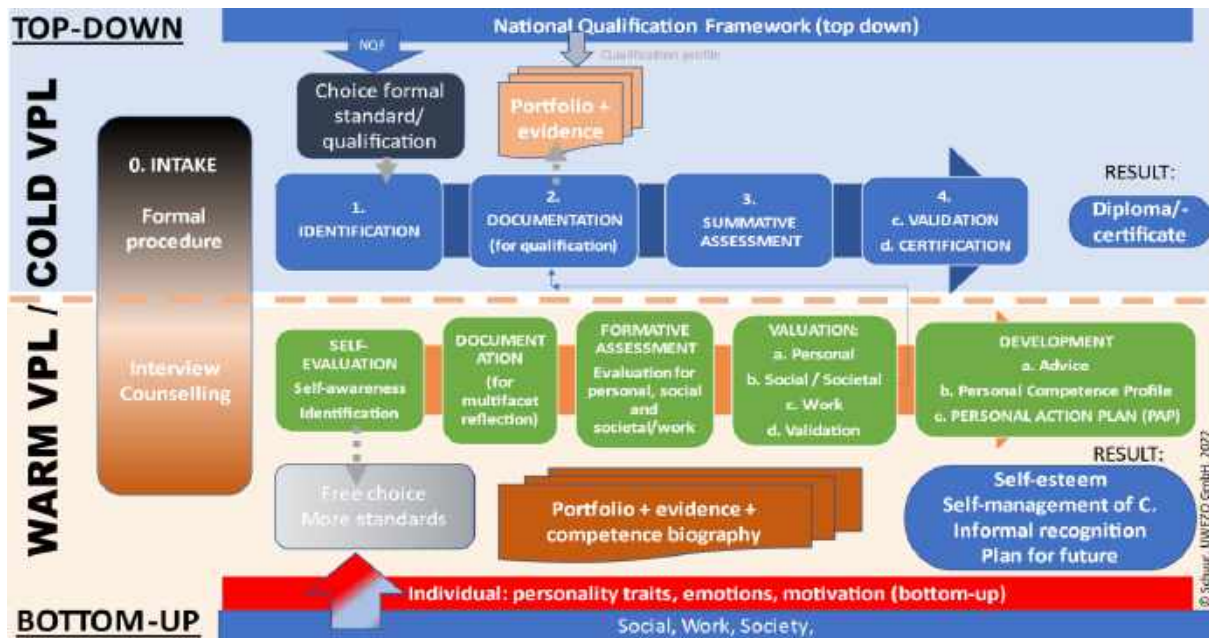 TOP-DOWN
National Qualification Framework (top down)
NQF
Qualification profile
Choice formal
standard/
qualification
Portfolio +
evidence
WARM VPL / COLD VPL
0. INTAKE
Formal
procedure
Interview
Counselling
1.
IDENTIFICATION
2.
DOCUMENTATION
(for qualification)
3.
SUMMATIVE
ASSESSMENT
4.
c. VALIDATION
d. CERTIFICATION
RESULT:
Diploma/-
certificate
SELF-
EVALUATION
Self-awareness
Identification
DOCUMENT
ATION
(for
multifacet
reflection)
FORMATIVE
ASSESSMENT
Evaluation for
personal, social
and
societal/work
VALUATION:
a. Personal
b. Social / Societal
c. Work
d. Validation
DEVELOPMENT
a. Advice
b. Personal Competence Profile
c. PERSONAL ACTION PLAN (PAP)
Free choice
More standards
Portfolio + evidence +
competence biography
RESULT:
Self-esteem
Self-management of C.
Informal recognition
Plan for future
Individual: personality traits, emotions, motivation (bottom-up)
BOTTOM-UP
Social, Work, Society,
© Schuur, UWEZO GmbH, 2022